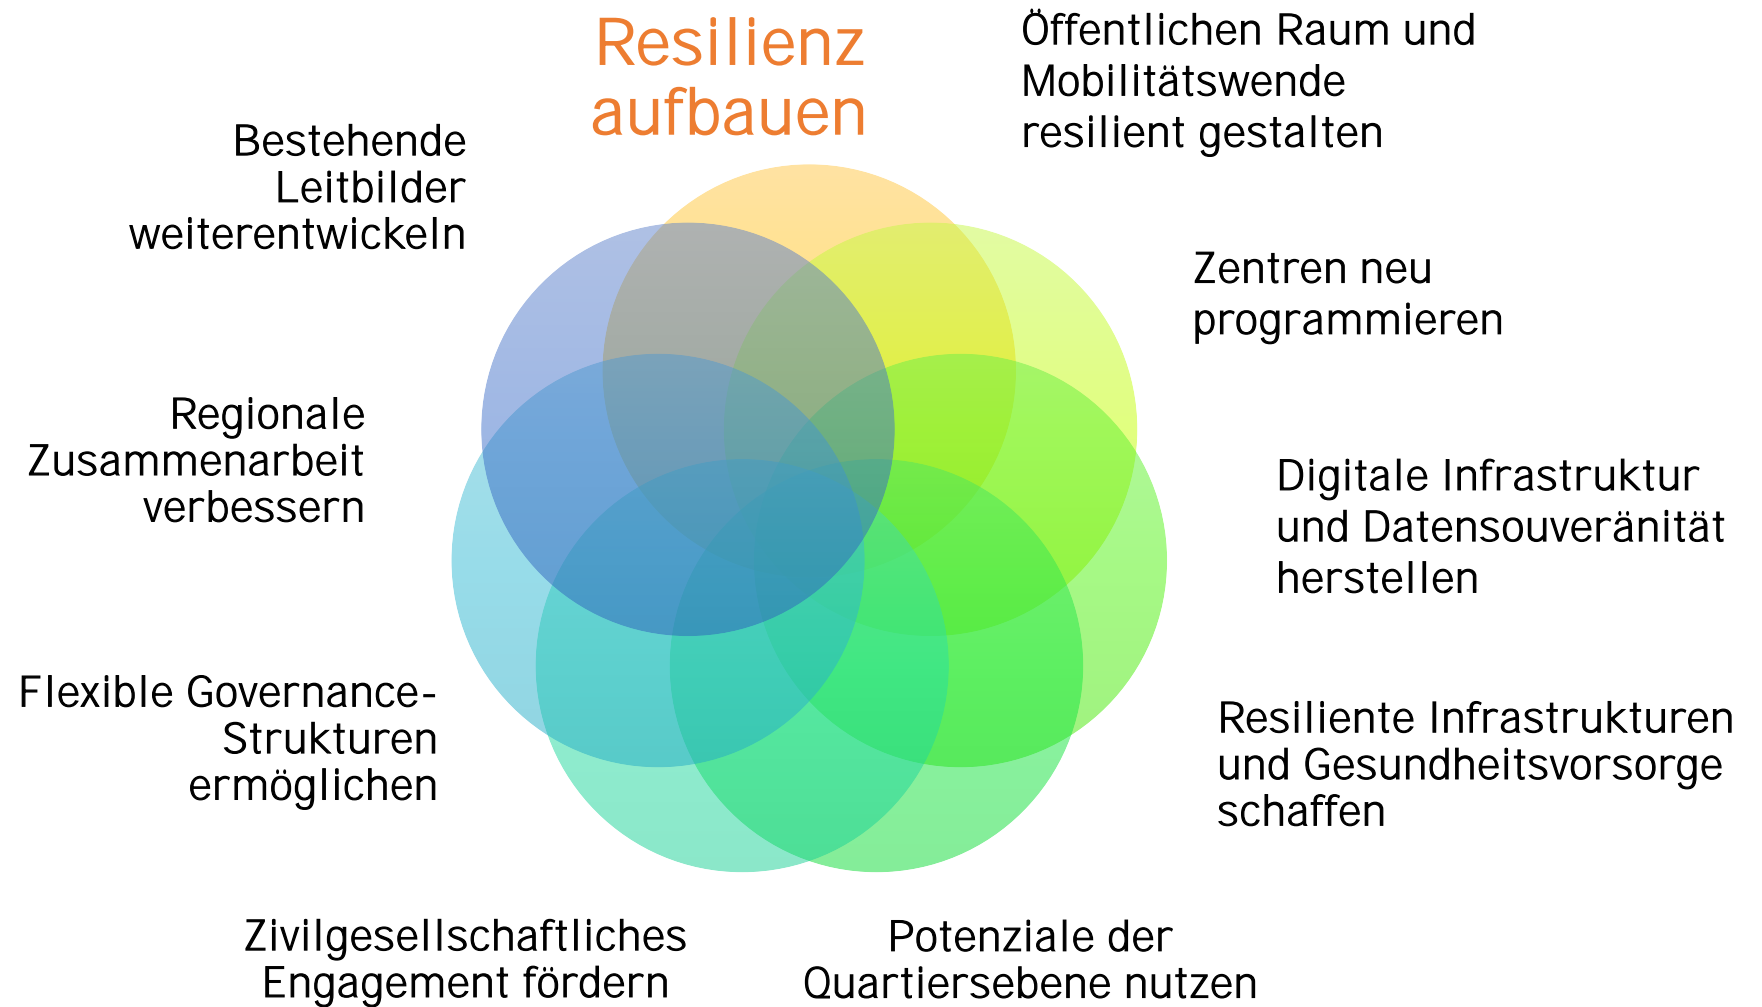 Resilienz
aufbauen
Öffentlichen Raum und
Mobilitätswende
resilient gestalten
Zentren neu
programmieren
Digitale Infrastruktur
und Datensouveränität
herstellen
Resiliente Infrastrukturen
und Gesundheitsvorsorge
schaffen
Potenziale der
Quartiersebene nutzen
Zivilgesellschaftliches
Engagement fördern
Flexible Governance-
Strukturen
ermöglichen
Regionale
Zusammenarbeit
verbessern
Bestehende
Leitbilder
weiterentwickeln